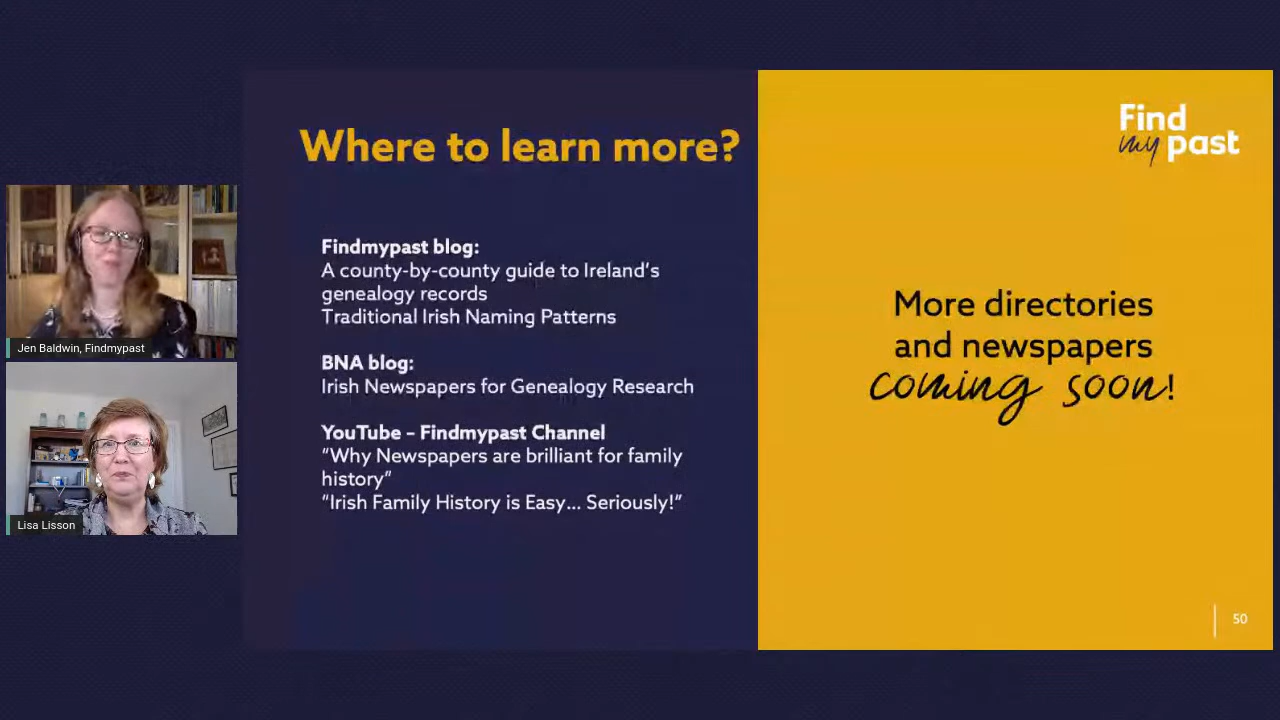 Where to learn more?
Findmypast blog:
A county-by-county guide to Ireland's
genealogy records
Traditional Irish Naming Patterns
BNA blog:
Irish Newspapers for Genealogy Research
YouTube – Findmypast Channel
“Why Newspapers are brilliant for family
history”
“Irish Family History is Easy... Seriously!”
Find
my past
More directories
and newspapers
coming soon!
50
Jen Baldwin, Findmypast
Lisa Lisson